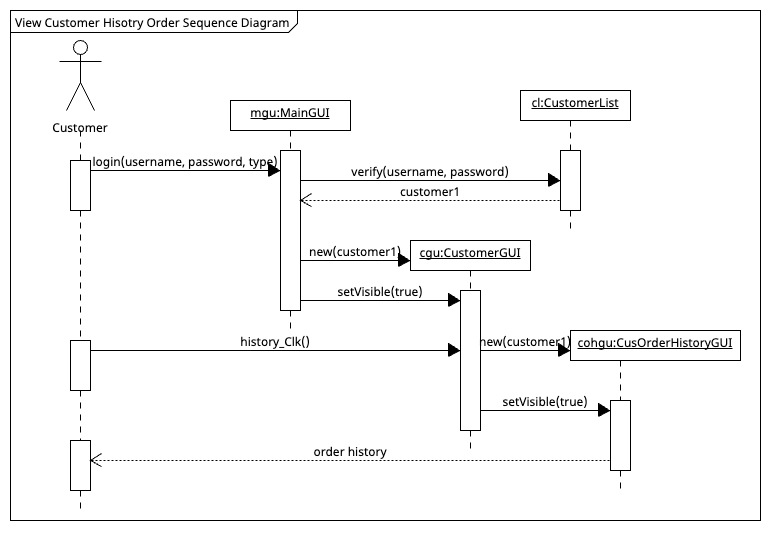 View Customer Hisotry Order Sequence Diagram
Customer
mgu:MainGUI
cl:CustomerList
login(username, password, type)
verify(username, password)
customer1
new(customer1)
cgu:CustomerGUI
setVisible(true)
history_Clk()
new(customer1)
cohgu:CusOrderHistoryGUI
setVisible(true)
order history